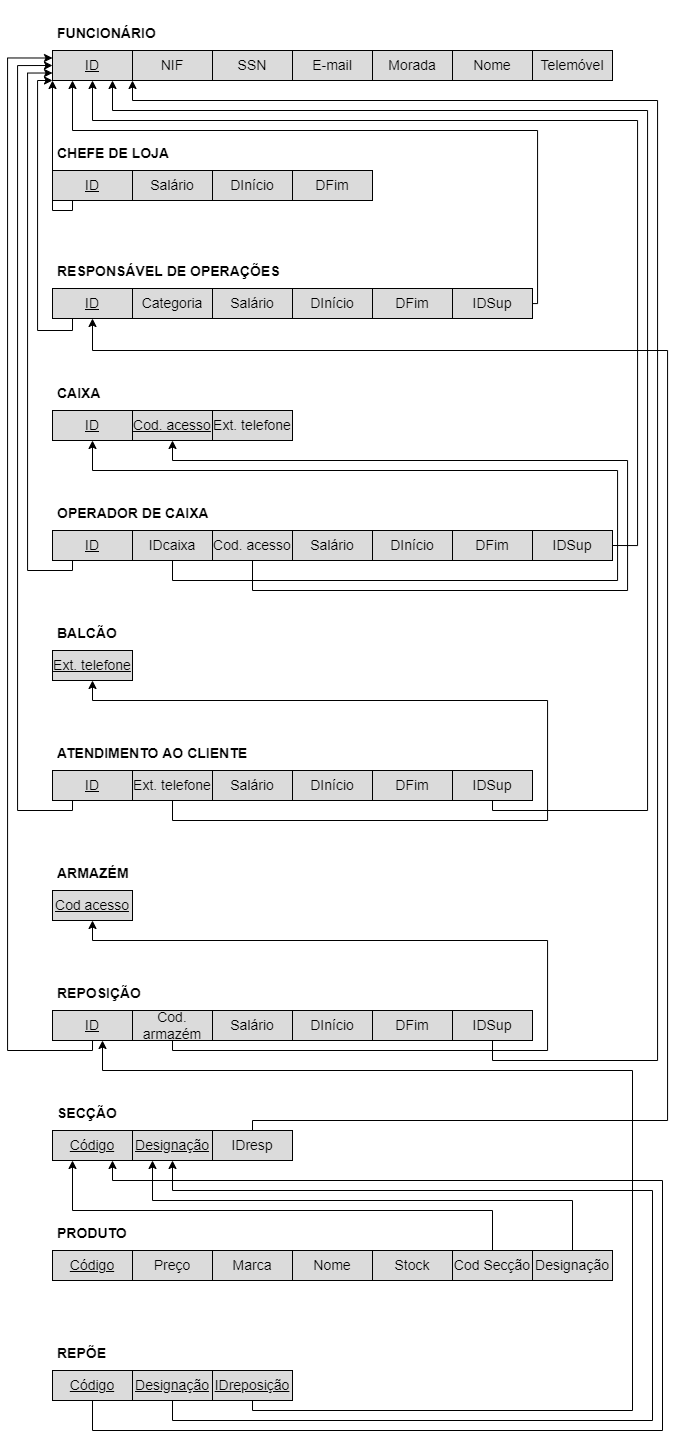 FUNCIONÁRIO
ID NIF SSN E-mail Morada Nome Telemóvel
CHEFE DE LOJA
ID Salário DInício DFim
RESPONSÁVEL DE OPERAÇÕES
ID Categoria Salário DInício DFim IDSup
CAIXA
ID Cod. acesso Ext. telefone
OPERADOR DE CAIXA
ID IDcaixa Cod. acesso Salário DInício DFim IDSup
BALCÃO
Ext. telefone
ATENDIMENTO AO CLIENTE
ID Ext. telefone Salário DInício DFim IDSup
ARMAZÉM
Cod acesso
REPOSIÇÃO
ID Cod. armazém Salário DInício DFim IDSup
SECÇÃO
Código Designação IDresp
PRODUTO
Código Preço Marca Nome Stock Cod Secção Designação
REPÕE
Código Designação IDreposição